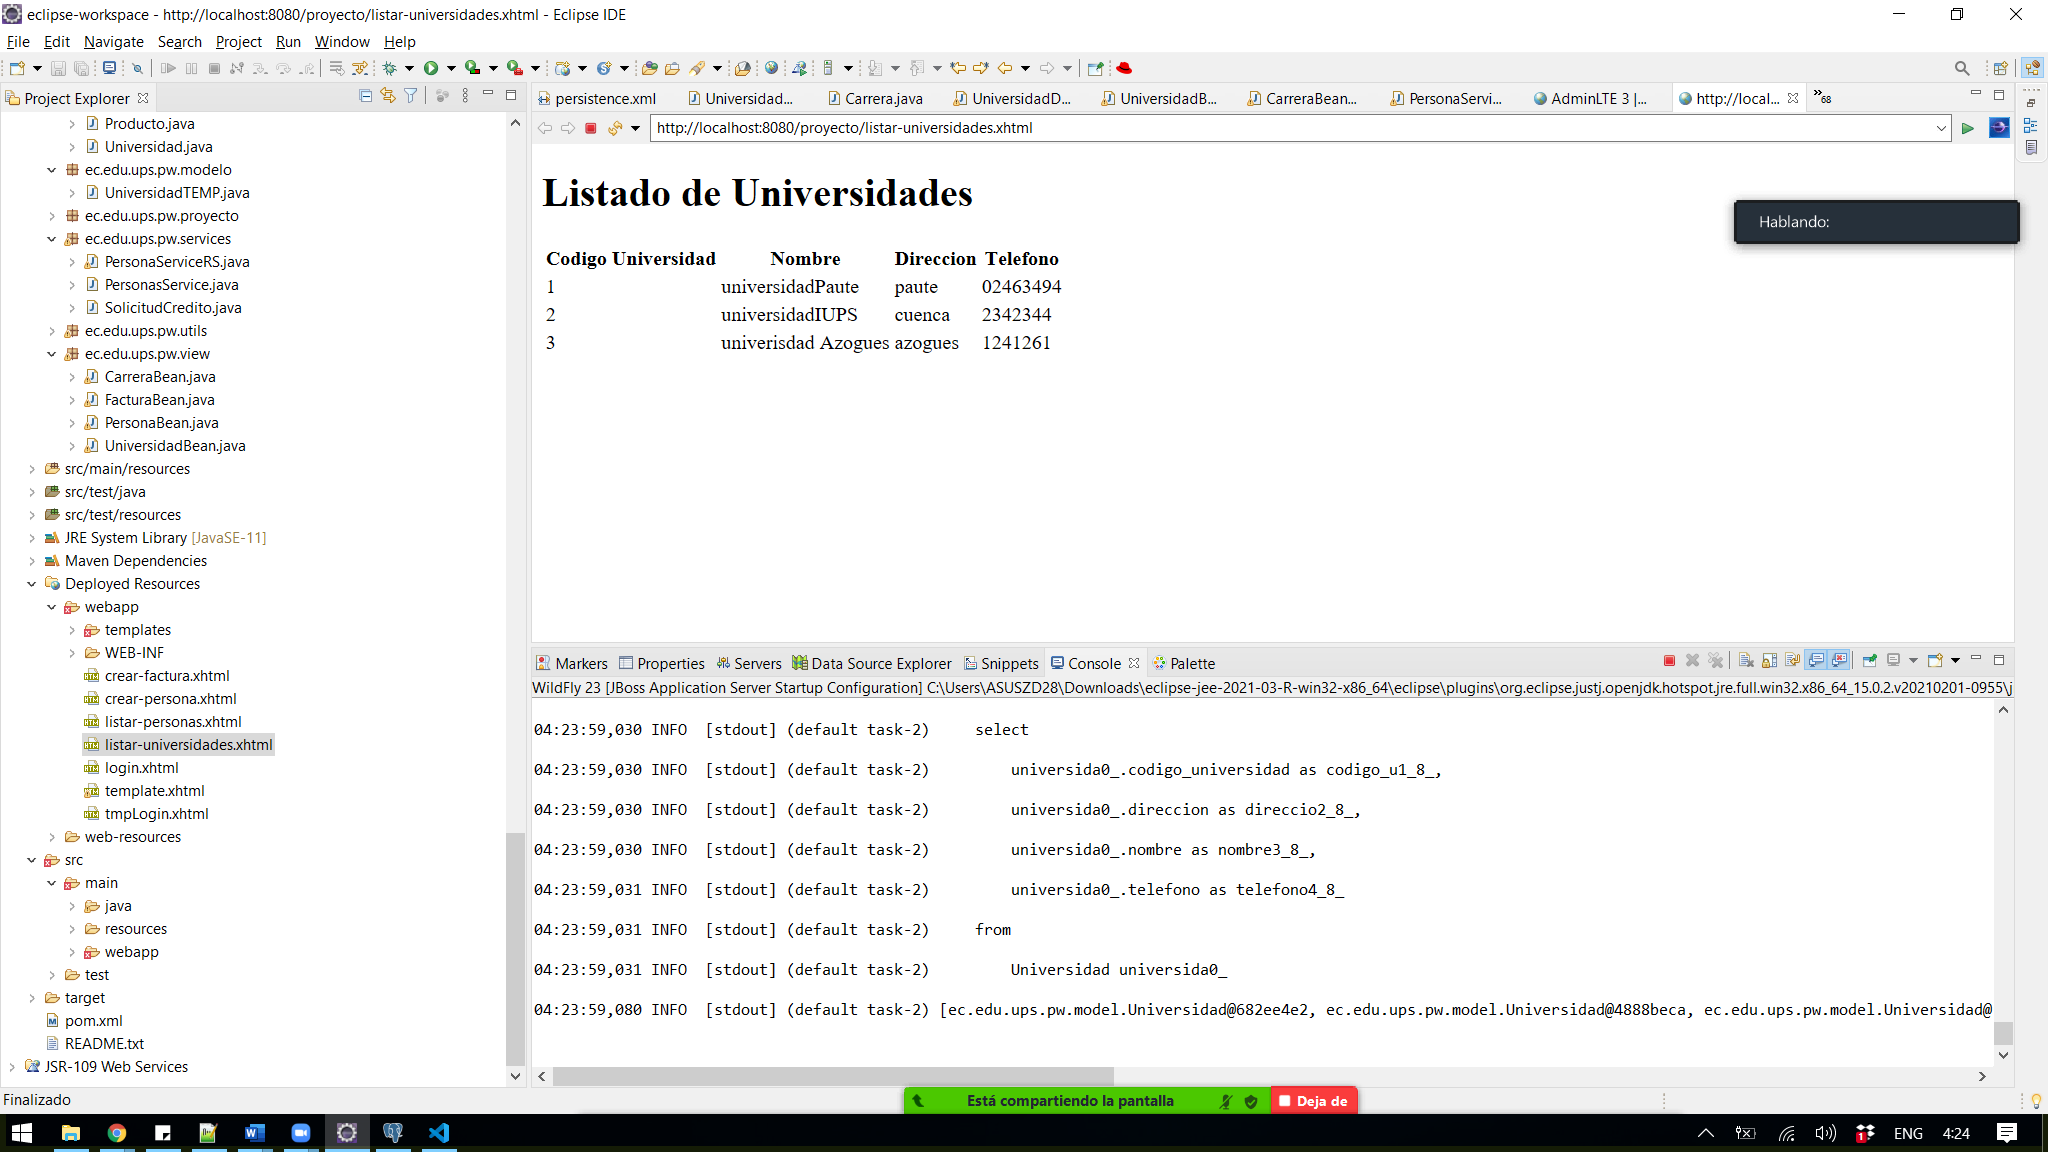 eclipse-workspace - http://localhost:8080/proyecto/listar-universidades.xhtml - Eclipse IDE
File Edit Navigate Search Project Run Window Help
Project Explorer
Producto.java
Universidad.java
ec.edu.ups.pw.modelo
UniversidadTEMP.java
ec.edu.ups.pw.proyecto
ec.edu.ups.pw.services
PersonaServiceRS.java
PersonasService.java
SolicitudCredito.java
ec.edu.ups.pw.utils
ec.edu.ups.pw.view
CarreraBean.java
FacturaBean.java
PersonaBean.java
UniversidadBean.java
src/main/resources
src/test/java
src/test/resources
JRE System Library [JavaSE-11]
Maven Dependencies
Deployed Resources
webapp
templates
WEB-INF
crear-factura.xhtml
crear-persona.xhtml
listar-personas.xhtml
listar-universidades.xhtml
login.xhtml
template.xhtml
tmpLogin.xhtml
web-resources
src
main
java
resources
webapp
test
target
pom.xml
README.txt
JSR-109 Web Services
persistence.xml Universidad... Carrera.java UniversidadD... UniversidadB... CarreraBean... PersonaServi... AdminLTE 3 |... http://local... »68
http://localhost:8080/proyecto/listar-universidades.xhtml
Listado de Universidades
Codigo Universidad Nombre Direccion Telefono
1 universidadPaute paute 02463494
2 universidadIUPS cuenca 2342344
3 univerisdad Azogues azogues 1241261
Hablando:
Markers Properties Servers Data Source Explorer Snippets Console Palette
WildFly 23 [JBoss Application Server Startup Configuration] C:\Users\ASUSZD28\Downloads\eclipse-jee-2021-03-R-win32-x86_64\eclipse\plugins\org.eclipse.justj.openjdk.hotspot.jre.full.win32.x86_64_15.0.2.v20210201-0955\j
04:23:59,030 INFO [stdout] (default task-2) select
04:23:59,030 INFO [stdout] (default task-2) universida0_.codigo_universidad as codigo_u1_8_,
04:23:59,030 INFO [stdout] (default task-2) universida0_.direccion as direccio2_8_,
04:23:59,030 INFO [stdout] (default task-2) universida0_.nombre as nombre3_8_,
04:23:59,031 INFO [stdout] (default task-2) universida0_.telefono as telefono4_8_
04:23:59,031 INFO [stdout] (default task-2) from
04:23:59,031 INFO [stdout] (default task-2) Universidad universida0_
04:23:59,080 INFO [stdout] (default task-2) [ec.edu.ups.pw.model.Universidad@682ee4e2, ec.edu.ups.pw.model.Universidad@4888beca, ec.edu.ups.pw.model.Universidad@
Finalizado
Está compartiendo la pantalla
Deja de
ENG 4:24